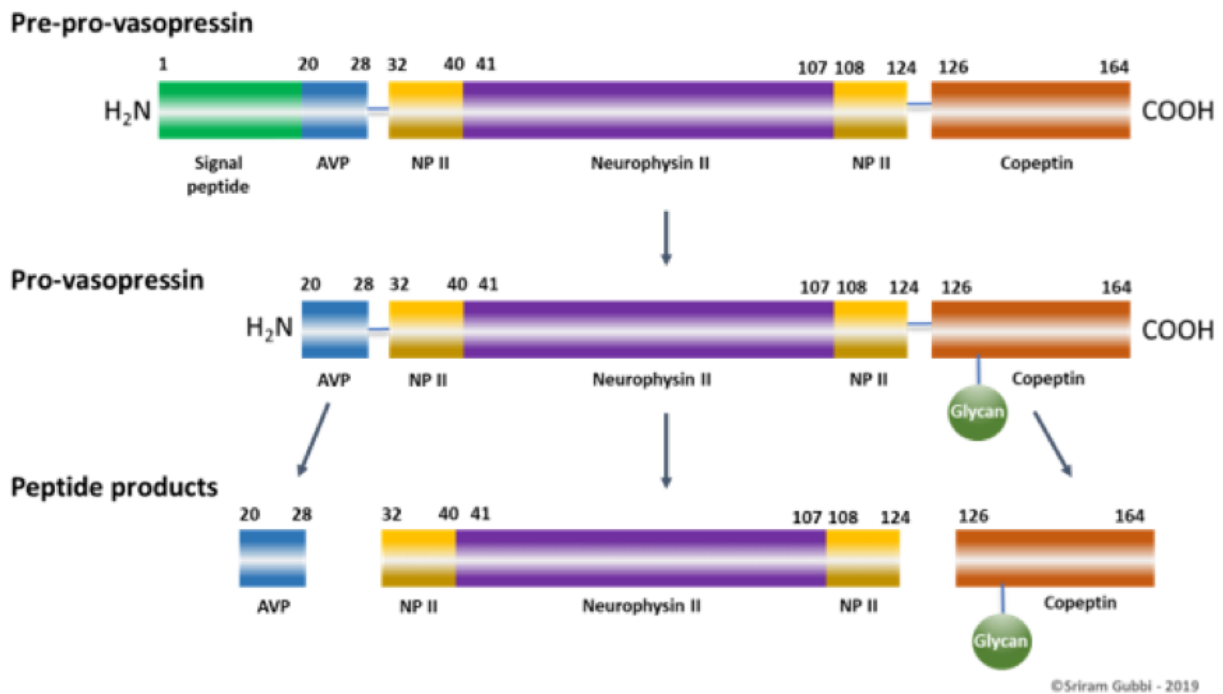 Pre-pro-vasopressin
1 20 28 32 40 41 107 108 124 126 164
H₂N COOH
Signal peptide AVP NP II Neurophysin II NP II Copeptin
Pro-vasopressin
20 28 32 40 41 107 108 124 126 164
H₂N COOH
AVP NP II Neurophysin II NP II Copeptin
Glycan
Peptide products
20 28 32 40 41 107 108 124 126 164
AVP NP II Neurophysin II NP II Copeptin
Glycan
©Sriram Gubbi - 2019